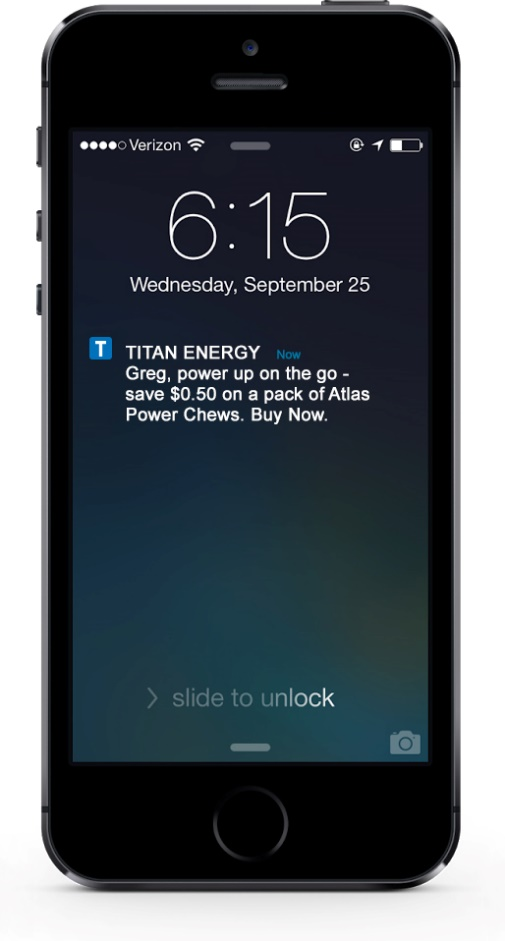 Verizon
6:15
Wednesday, September 25
T
TITAN ENERGY Now
Greg, power up on the go -
save $0.50 on a pack of Atlas
Power Chews. Buy Now.
> slide to unlock